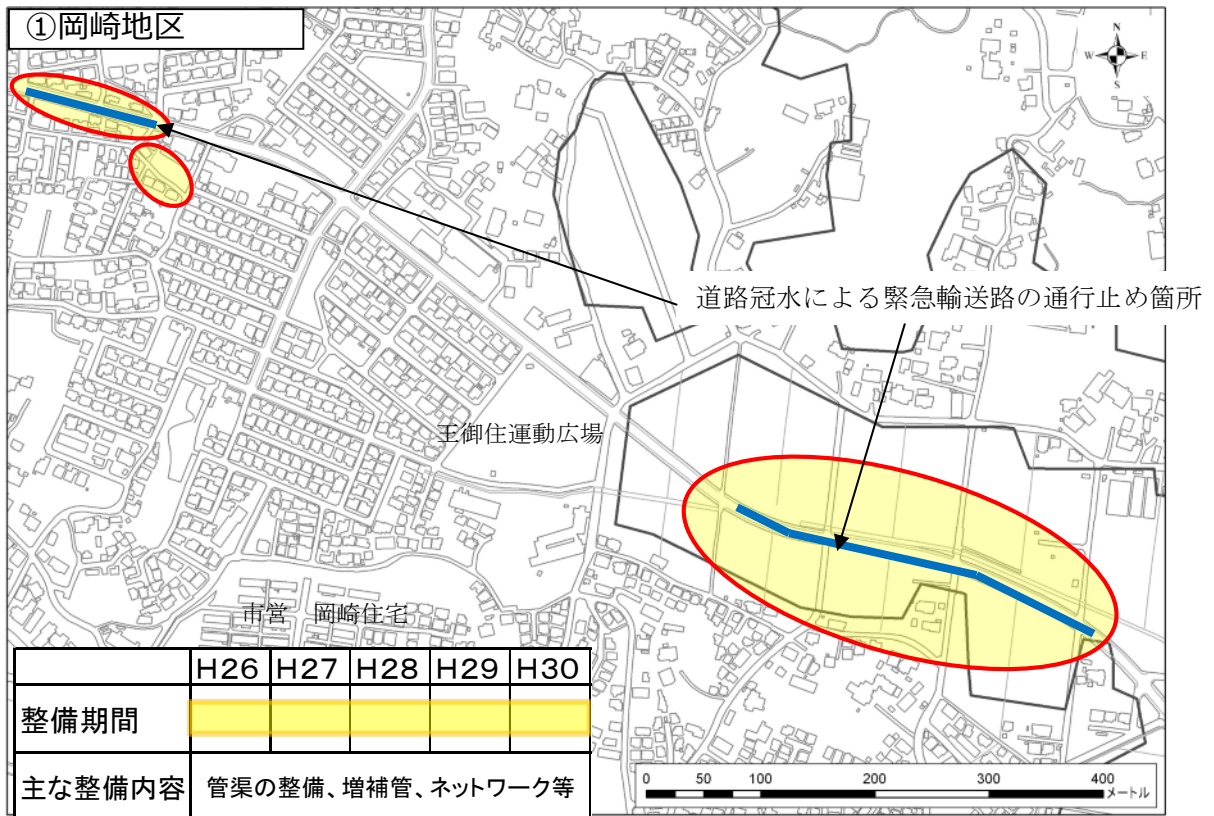 ①岡崎地区
N
W E
S
道路冠水による緊急輸送路の通行止め箇所
王御住運動広場
市営 岡崎住宅
H26 H27 H28 H29 H30
整備期間
主な整備内容 管渠の整備、増補管、ネットワーク等
0 50 100 200 300 400
メートル